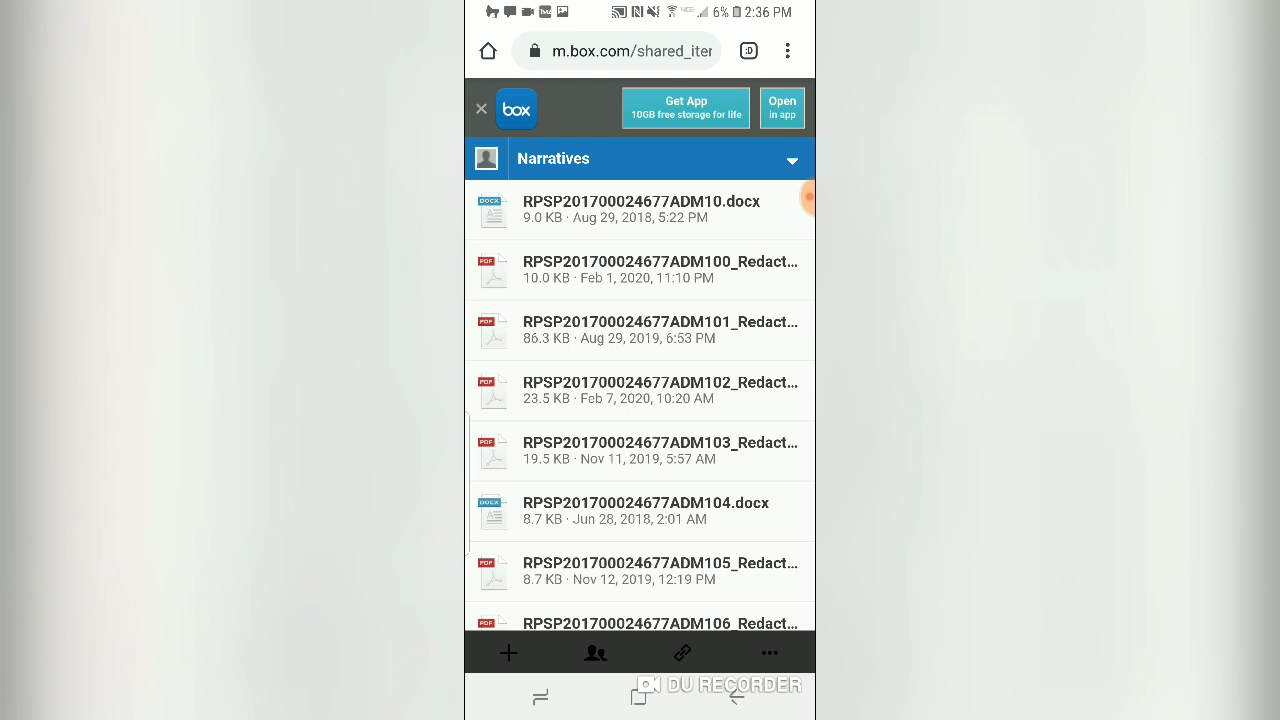 6% 2:36 PM
m.box.com/shared_iter
:D
box
Get App
10GB free storage for life
Open
in app
Narratives
DOCX
RPSP201700024677ADM10.docx
9.0 KB · Aug 29, 2018, 5:22 PM
PDF
RPSP201700024677ADM100_Redact...
10.0 KB · Feb 1, 2020, 11:10 PM
PDF
RPSP201700024677ADM101_Redact...
86.3 KB · Aug 29, 2019, 6:53 PM
PDF
RPSP201700024677ADM102_Redact...
23.5 KB · Feb 7, 2020, 10:20 AM
PDF
RPSP201700024677ADM103_Redact...
19.5 KB · Nov 11, 2019, 5:57 AM
DOCX
RPSP201700024677ADM104.docx
8.7 KB · Jun 28, 2018, 2:01 AM
PDF
RPSP201700024677ADM105_Redact...
8.7 KB · Nov 12, 2019, 12:19 PM
PDF
RPSP201700024677ADM106_Redact...
DU RECORDER